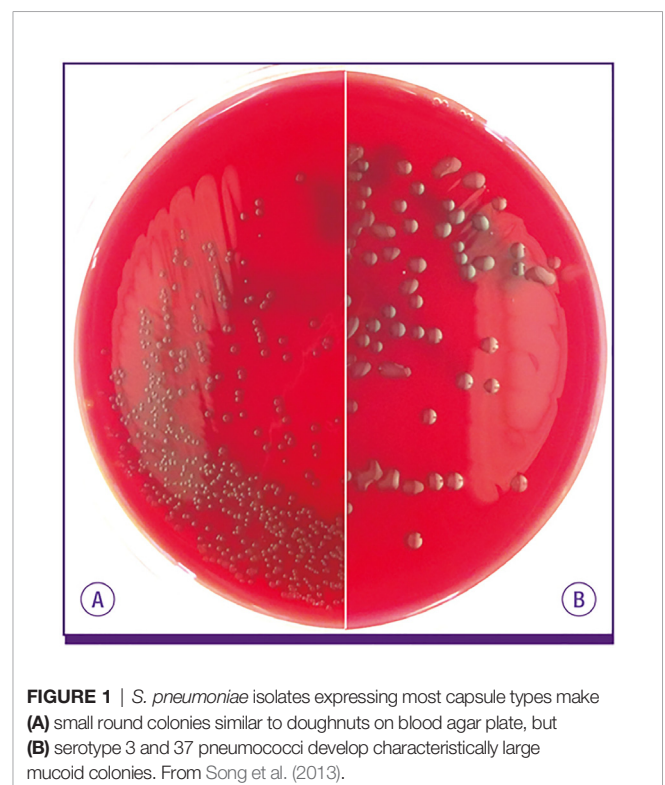 A
B
FIGURE 1 | S. pneumoniae isolates expressing most capsule types make
(A) small round colonies similar to doughnuts on blood agar plate, but
(B) serotype 3 and 37 pneumococci develop characteristically large
mucoid colonies. From Song et al. (2013).